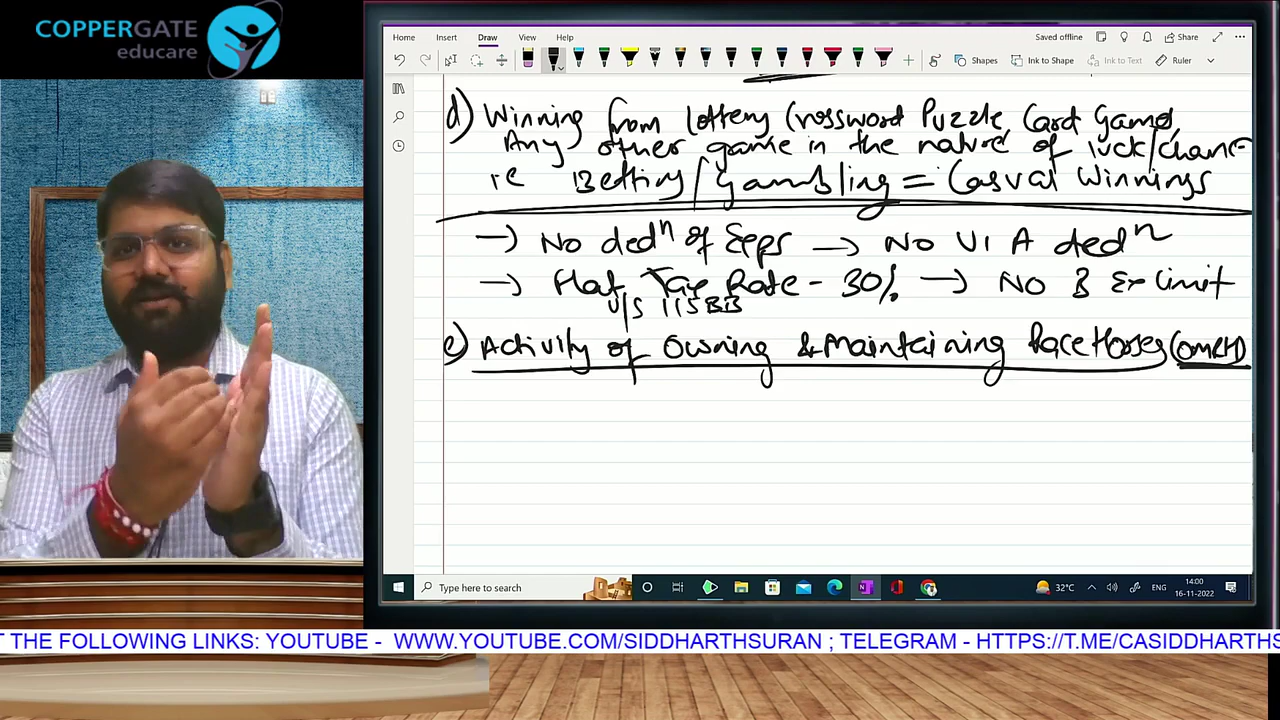 COPPERGATE
educare
Home Insert Draw View Help
Saved offline
Share
Shapes
Ink to Shape
Ink to Text
Ruler
d) Winning from lottery Crossword Puzzle Card Game,
Any other game in the nature of luck/chance
ie Betting/Gambling = Casual Winnings
→ No dedⁿ of Exps → No VI A dedⁿ
→ Flat Tax Rate - 30% → No B Ex limit
U/S 115BB
e) Activity of Owning & Maintaining Race Horses (OMRH)
Type here to search
32°C
ENG
14:00
16-11-2022
T THE FOLLOWING LINKS: YOUTUBE - WWW.YOUTUBE.COM/SIDDHARTHSURAN ; TELEGRAM - HTTPS://T.ME/CASIDDHARTHS